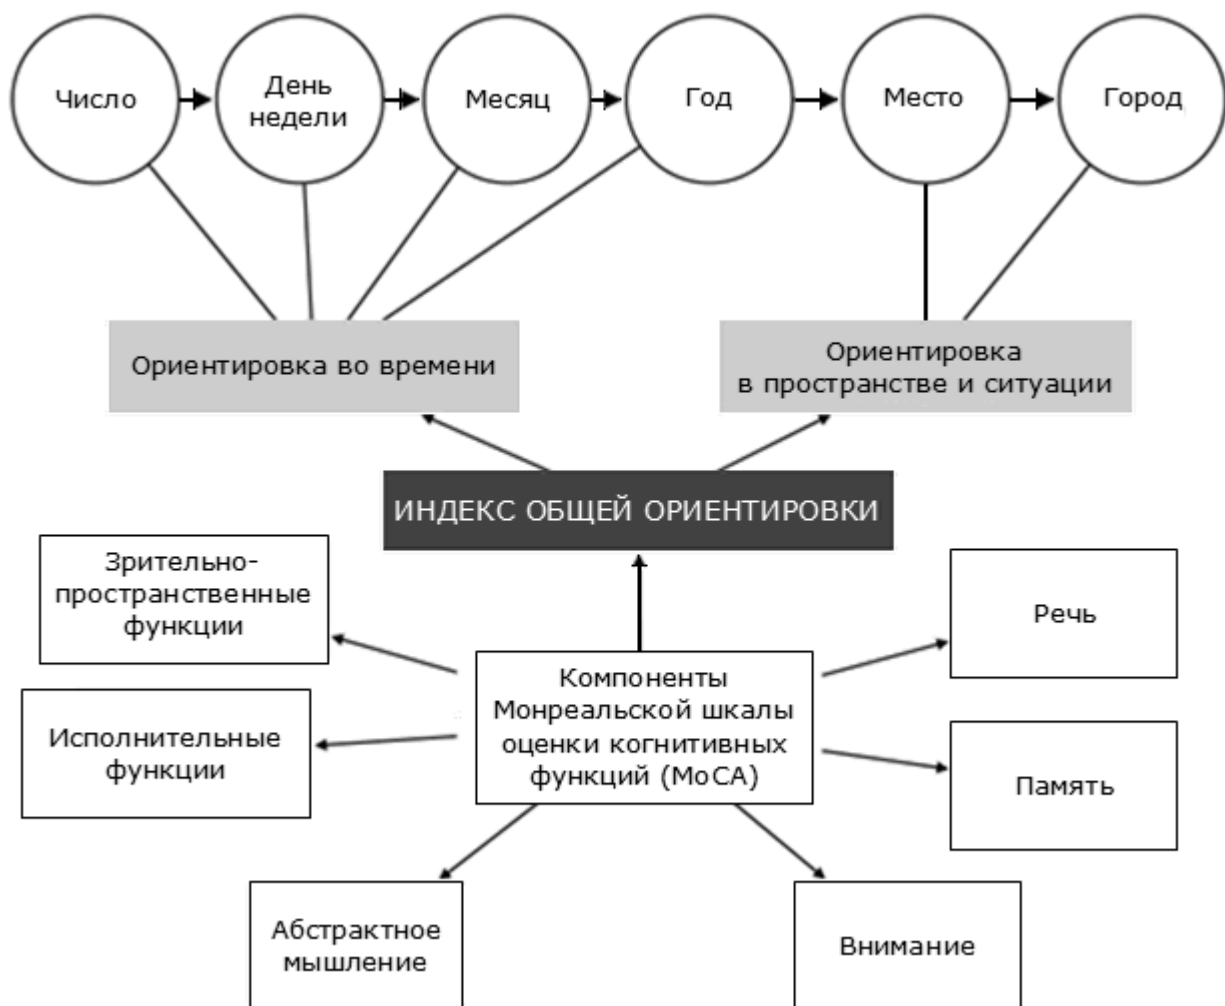 Число
День
недели
Месяц
Год
Место
Город
Ориентировка во времени
Ориентировка
в пространстве и ситуации
ИНДЕКС ОБЩЕЙ ОРИЕНТИРОВКИ
Зрительно-
пространственные
функции
Речь
Компоненты
Монреальской шкалы
оценки когнитивных
функций (МоСА)
Исполнительные
функции
Память
Абстрактное
мышление
Внимание